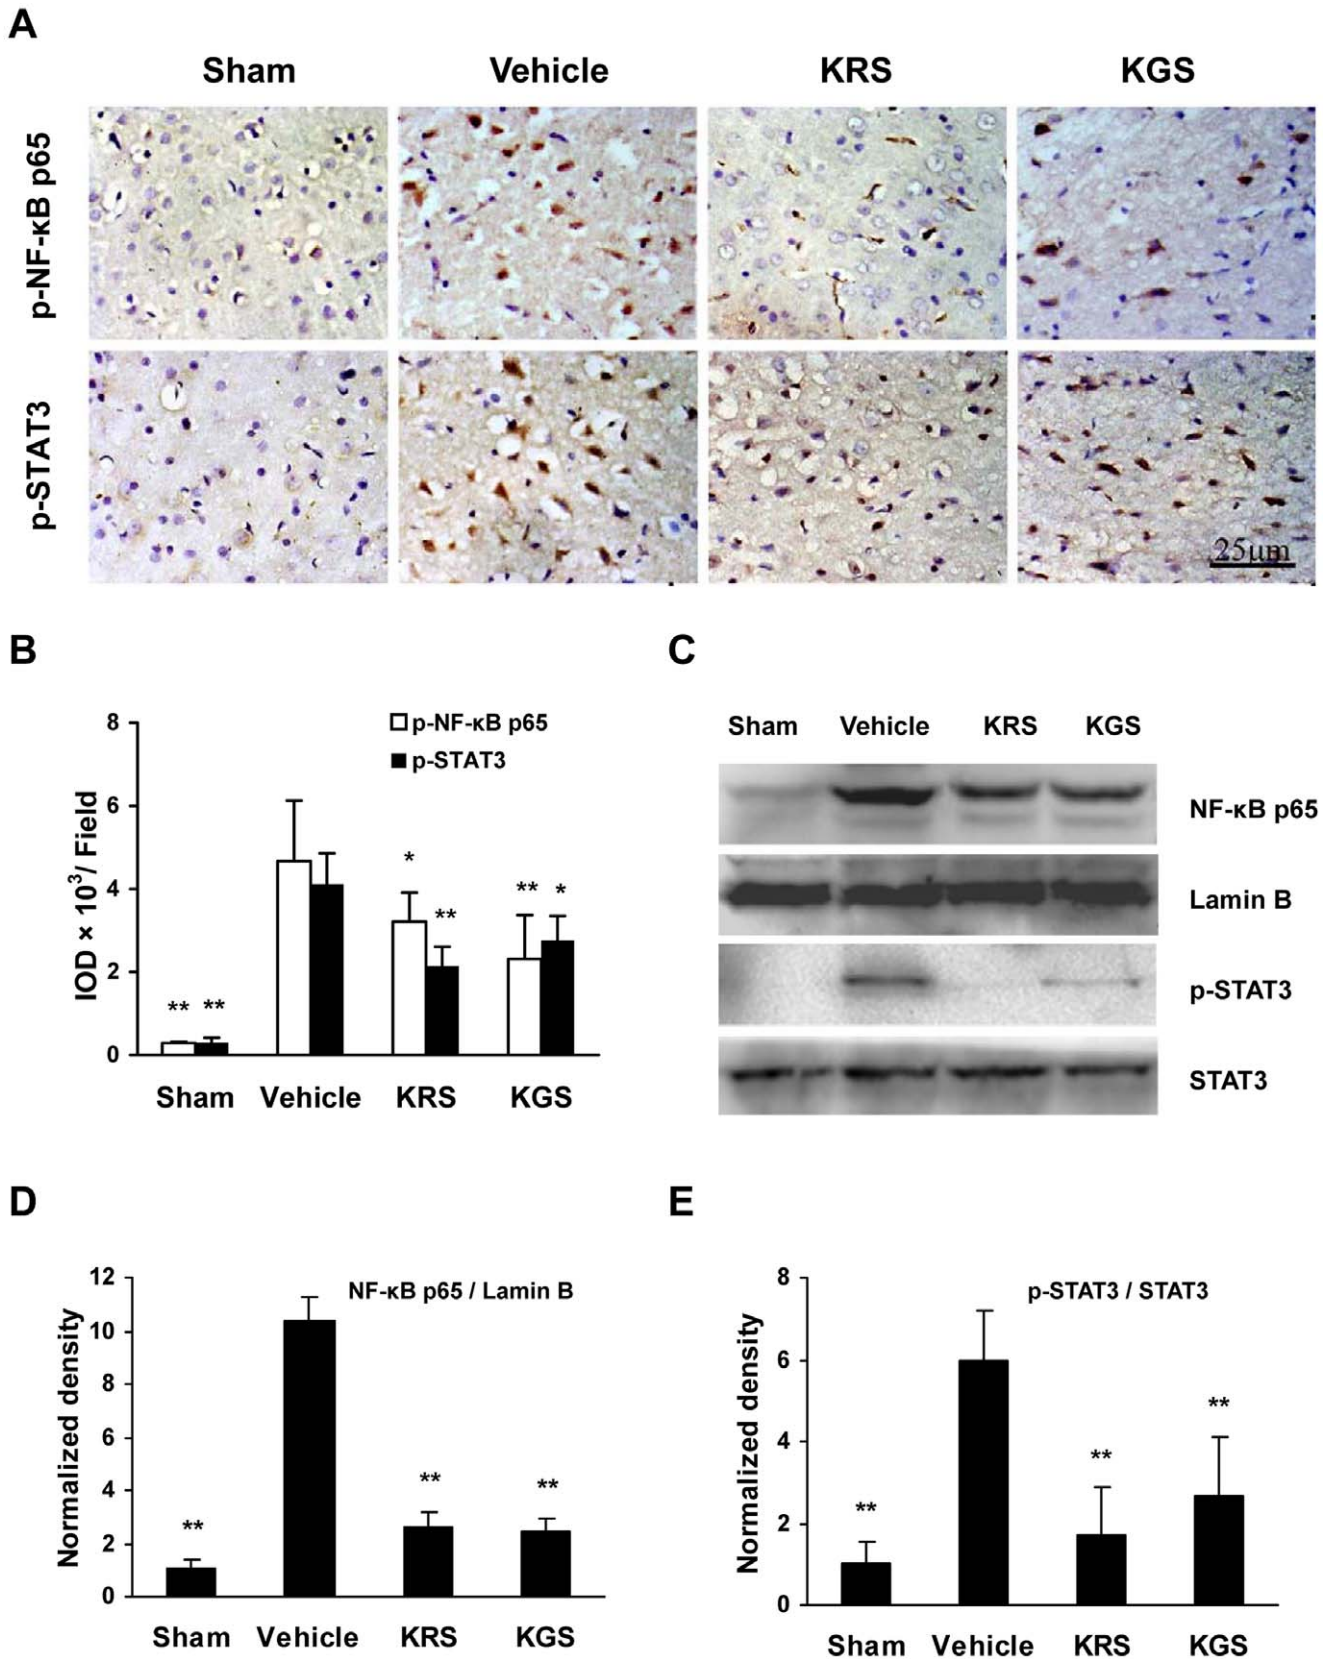 A
Sham Vehicle KRS KGS
p-NF-κB p65
p-STAT3
25μm
B
8
6
4
2
0
IOD × 10³/ Field
p-NF-κB p65
p-STAT3
** **
* **
** *
Sham Vehicle KRS KGS
C
Sham Vehicle KRS KGS
NF-κB p65
Lamin B
p-STAT3
STAT3
D
12
10
8
6
4
2
0
Normalized density
NF-κB p65 / Lamin B
** ** **
Sham Vehicle KRS KGS
E
8
6
4
2
0
Normalized density
p-STAT3 / STAT3
** ** **
Sham Vehicle KRS KGS